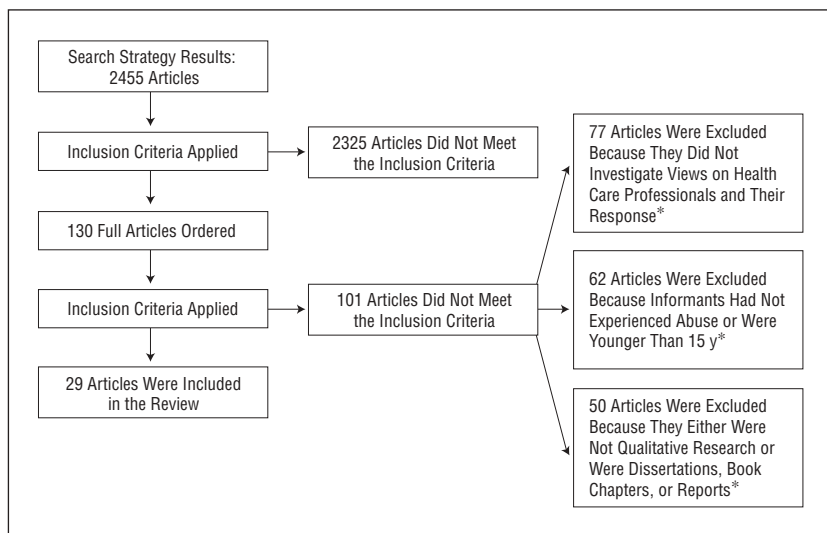 Search Strategy Results:
2455 Articles
Inclusion Criteria Applied
2325 Articles Did Not Meet
the Inclusion Criteria
130 Full Articles Ordered
Inclusion Criteria Applied
101 Articles Did Not Meet
the Inclusion Criteria
29 Articles Were Included
in the Review
77 Articles Were Excluded
Because They Did Not
Investigate Views on Health
Care Professionals and Their
Response*
62 Articles Were Excluded
Because Informants Had Not
Experienced Abuse or Were
Younger Than 15 y*
50 Articles Were Excluded
Because They Either Were
Not Qualitative Research or
Were Dissertations, Book
Chapters, or Reports*